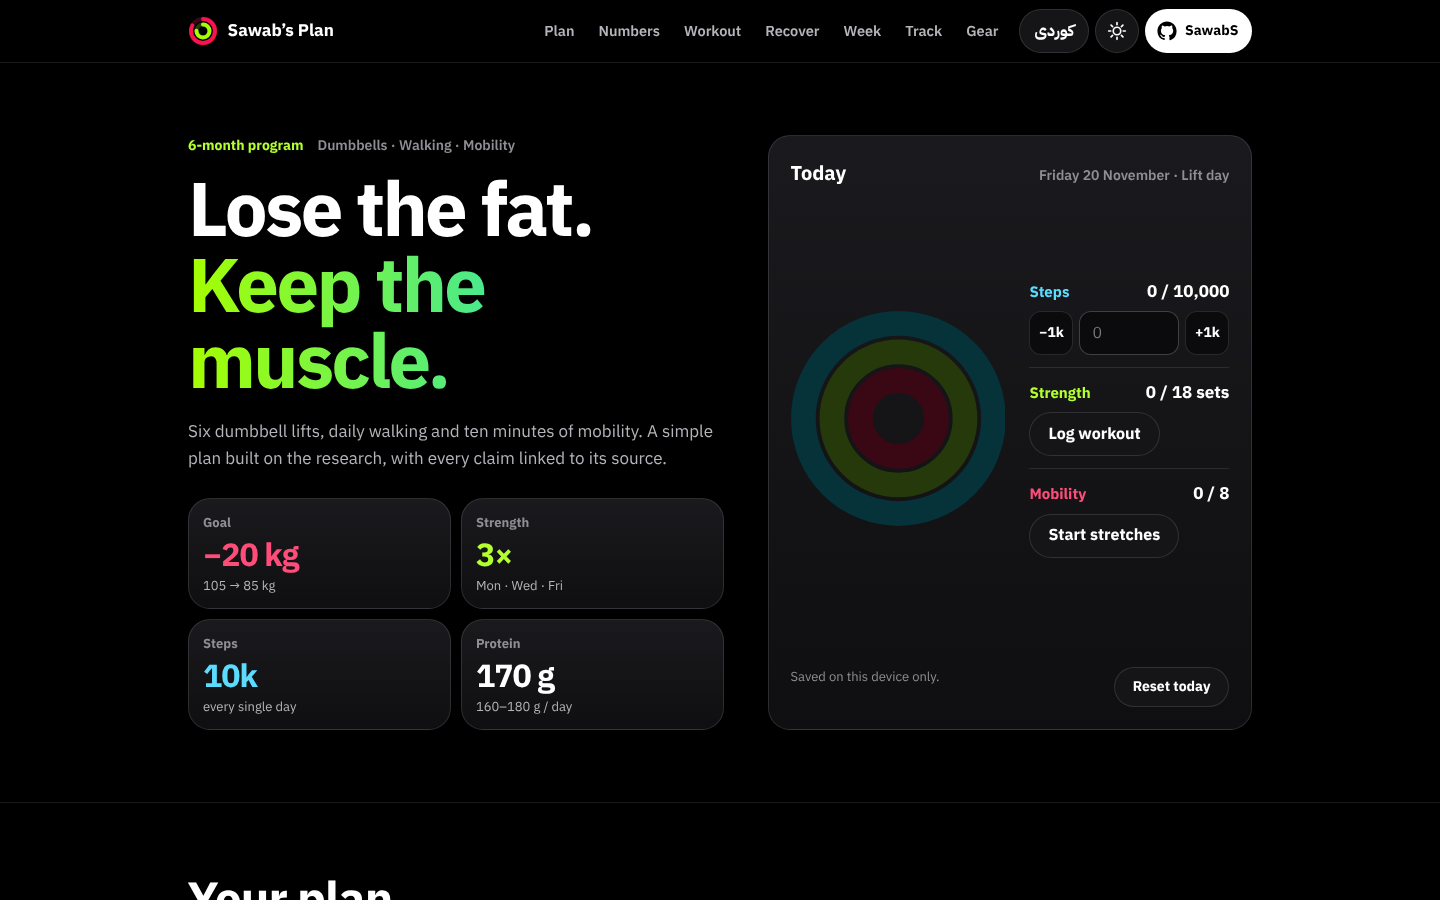 Sawab’s Plan
Plan
Numbers
Workout
Recover
Week
Track
Gear
کوردی
SawabS
6-month program
Dumbbells · Walking · Mobility
Lose the fat.
Keep the
muscle.
Six dumbbell lifts, daily walking and ten minutes of mobility. A simple
plan built on the research, with every claim linked to its source.
Goal
−20 kg
105 → 85 kg
Strength
3×
Mon · Wed · Fri
Steps
10k
every single day
Protein
170 g
160–180 g / day
Today
Friday 20 November · Lift day
Steps
0 / 10,000
−1k
0
+1k
Strength
0 / 18 sets
Log workout
Mobility
0 / 8
Start stretches
Saved on this device only.
Reset today
Your plan